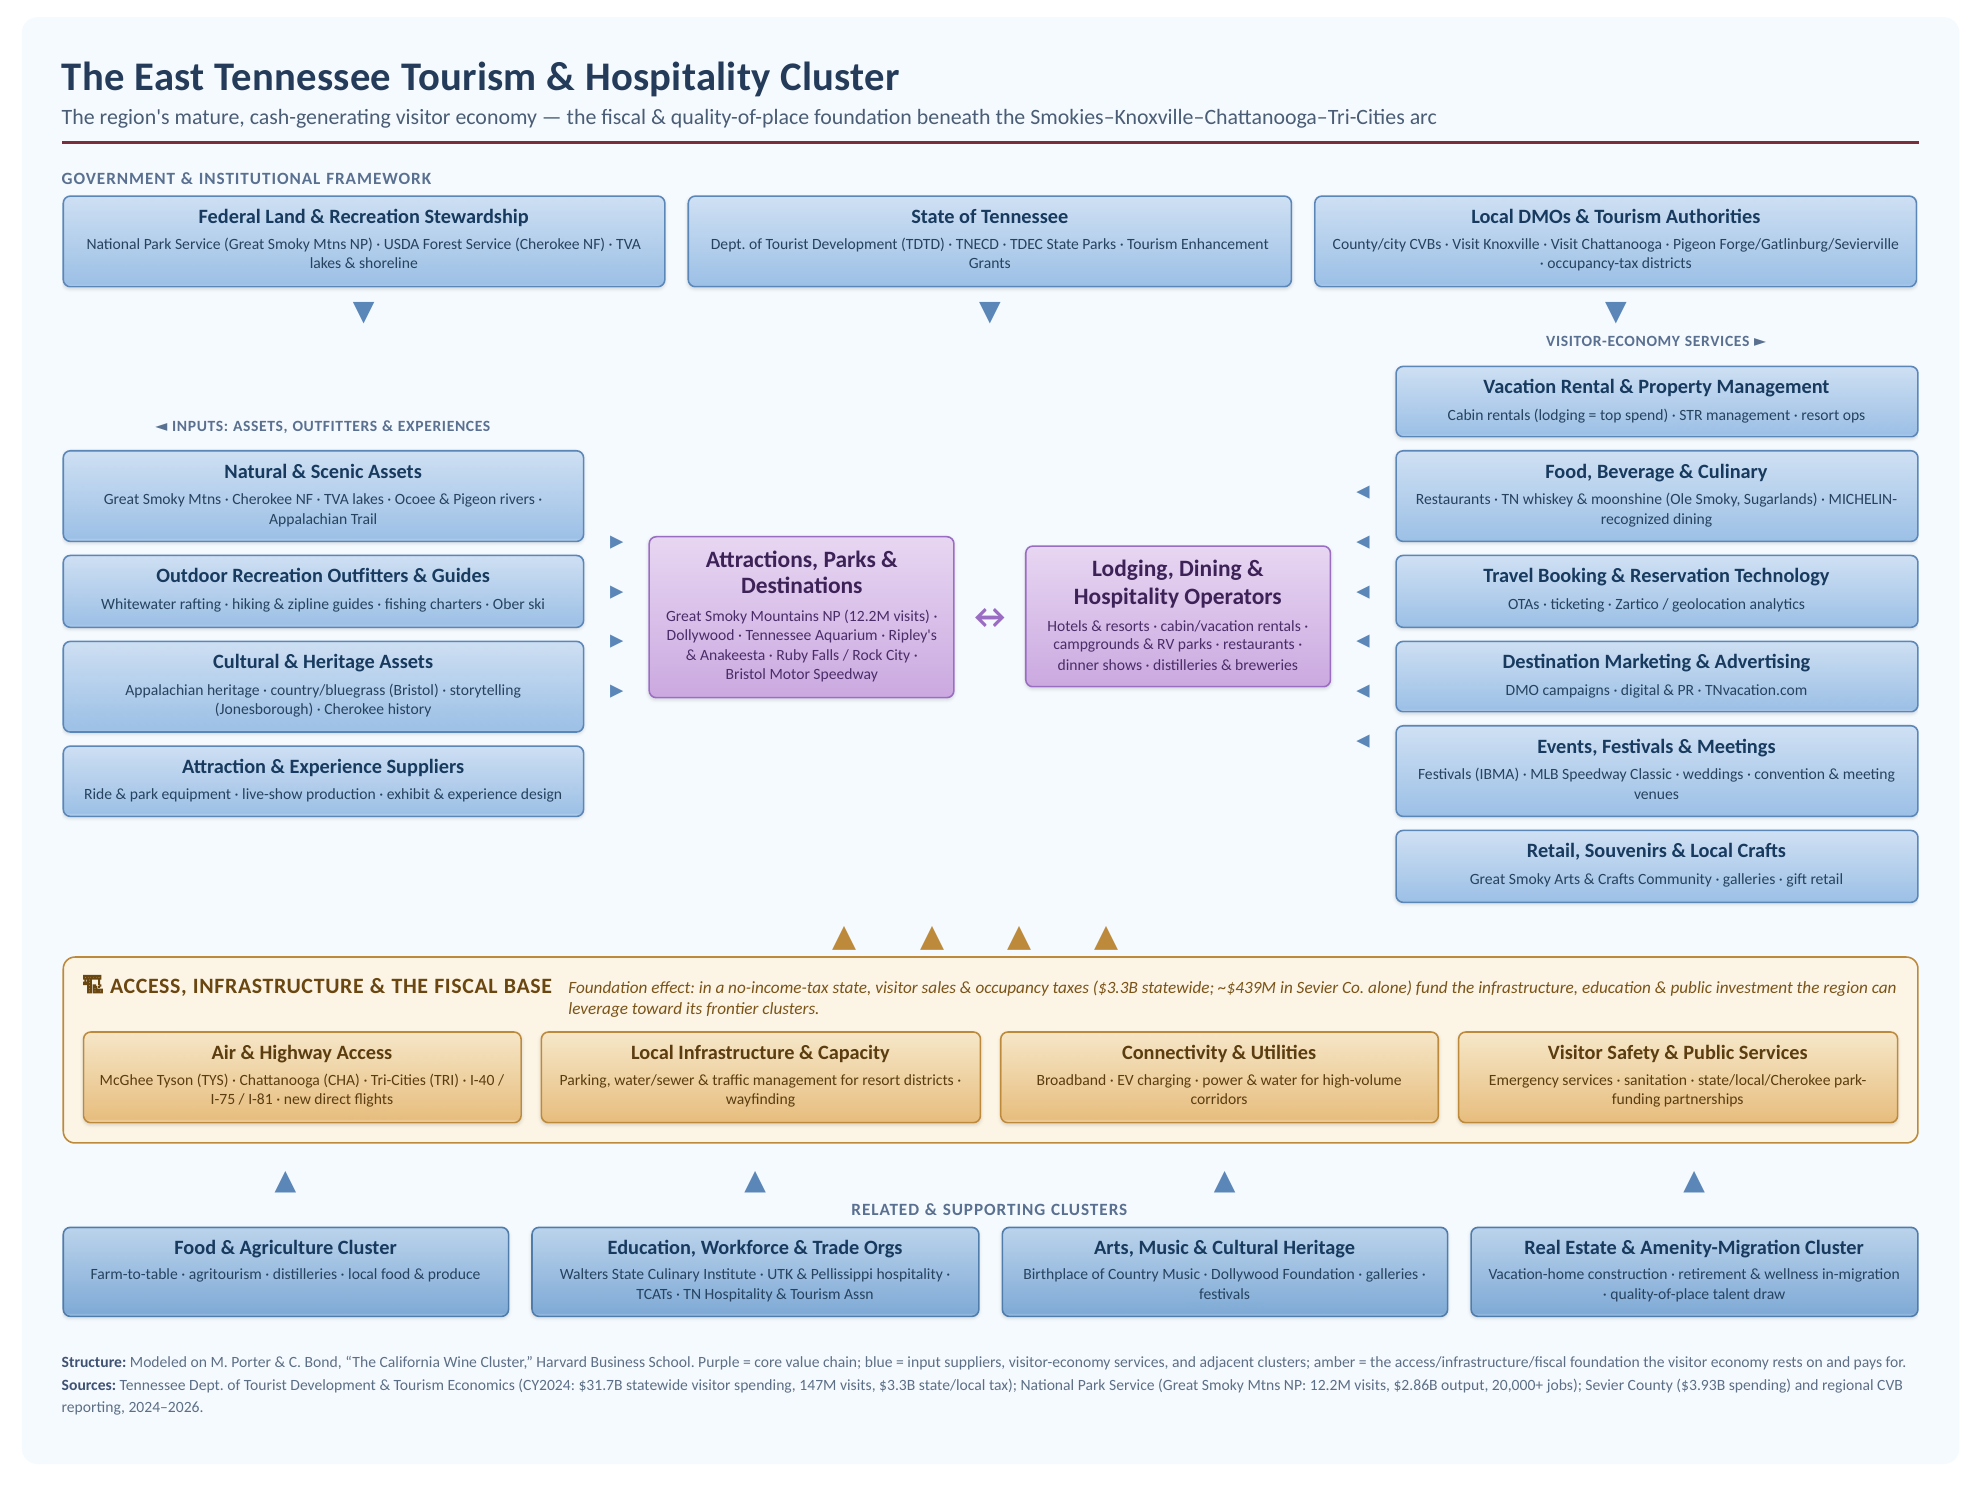 The East Tennessee Tourism & Hospitality Cluster
The region's mature, cash-generating visitor economy — the fiscal & quality-of-place foundation beneath the Smokies–Knoxville–Chattanooga–Tri-Cities arc
GOVERNMENT & INSTITUTIONAL FRAMEWORK
Federal Land & Recreation Stewardship
National Park Service (Great Smoky Mtns NP) · USDA Forest Service (Cherokee NF) · TVA
lakes & shoreline
State of Tennessee
Dept. of Tourist Development (TDTD) · TNECD · TDEC State Parks · Tourism Enhancement
Grants
Local DMOs & Tourism Authorities
County/city CVBs · Visit Knoxville · Visit Chattanooga · Pigeon Forge/Gatlinburg/Sevierville
· occupancy-tax districts
◄ INPUTS: ASSETS, OUTFITTERS & EXPERIENCES
Natural & Scenic Assets
Great Smoky Mtns · Cherokee NF · TVA lakes · Ocoee & Pigeon rivers ·
Appalachian Trail
Outdoor Recreation Outfitters & Guides
Whitewater rafting · hiking & zipline guides · fishing charters · Ober ski
Cultural & Heritage Assets
Appalachian heritage · country/bluegrass (Bristol) · storytelling
(Jonesborough) · Cherokee history
Attraction & Experience Suppliers
Ride & park equipment · live-show production · exhibit & experience design
Attractions, Parks &
Destinations
Great Smoky Mountains NP (12.2M visits) ·
Dollywood · Tennessee Aquarium · Ripley's
& Anakeesta · Ruby Falls / Rock City ·
Bristol Motor Speedway
↔
Lodging, Dining &
Hospitality Operators
Hotels & resorts · cabin/vacation rentals ·
campgrounds & RV parks · restaurants ·
dinner shows · distilleries & breweries
VISITOR-ECONOMY SERVICES ►
Vacation Rental & Property Management
Cabin rentals (lodging = top spend) · STR management · resort ops
Food, Beverage & Culinary
Restaurants · TN whiskey & moonshine (Ole Smoky, Sugarlands) · MICHELIN-
recognized dining
Travel Booking & Reservation Technology
OTAs · ticketing · Zartico / geolocation analytics
Destination Marketing & Advertising
DMO campaigns · digital & PR · TNvacation.com
Events, Festivals & Meetings
Festivals (IBMA) · MLB Speedway Classic · weddings · convention & meeting
venues
Retail, Souvenirs & Local Crafts
Great Smoky Arts & Crafts Community · galleries · gift retail
🏗 ACCESS, INFRASTRUCTURE & THE FISCAL BASE
Foundation effect: in a no-income-tax state, visitor sales & occupancy taxes ($3.3B statewide; ~$439M in Sevier Co. alone) fund the infrastructure, education & public investment the region can
leverage toward its frontier clusters.
Air & Highway Access
McGhee Tyson (TYS) · Chattanooga (CHA) · Tri-Cities (TRI) · I-40 /
I-75 / I-81 · new direct flights
Local Infrastructure & Capacity
Parking, water/sewer & traffic management for resort districts ·
wayfinding
Connectivity & Utilities
Broadband · EV charging · power & water for high-volume
corridors
Visitor Safety & Public Services
Emergency services · sanitation · state/local/Cherokee park-
funding partnerships
RELATED & SUPPORTING CLUSTERS
Food & Agriculture Cluster
Farm-to-table · agritourism · distilleries · local food & produce
Education, Workforce & Trade Orgs
Walters State Culinary Institute · UTK & Pellissippi hospitality ·
TCATs · TN Hospitality & Tourism Assn
Arts, Music & Cultural Heritage
Birthplace of Country Music · Dollywood Foundation · galleries ·
festivals
Real Estate & Amenity-Migration Cluster
Vacation-home construction · retirement & wellness in-migration
· quality-of-place talent draw
Structure: Modeled on M. Porter & C. Bond, “The California Wine Cluster,” Harvard Business School. Purple = core value chain; blue = input suppliers, visitor-economy services, and adjacent clusters; amber = the access/infrastructure/fiscal foundation the visitor economy rests on and pays for.
Sources: Tennessee Dept. of Tourist Development & Tourism Economics (CY2024: $31.7B statewide visitor spending, 147M visits, $3.3B state/local tax); National Park Service (Great Smoky Mtns NP: 12.2M visits, $2.86B output, 20,000+ jobs); Sevier County ($3.93B spending) and regional CVB
reporting, 2024–2026.